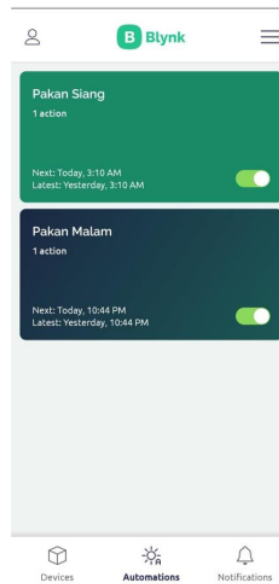 B Blynk
Pakan Siang
1 action
Next: Today, 3:10 AM
Latest: Yesterday, 3:10 AM
Pakan Malam
1 action
Next: Today, 10:44 PM
Latest: Yesterday, 10:44 PM
Devices
Automations
Notifications